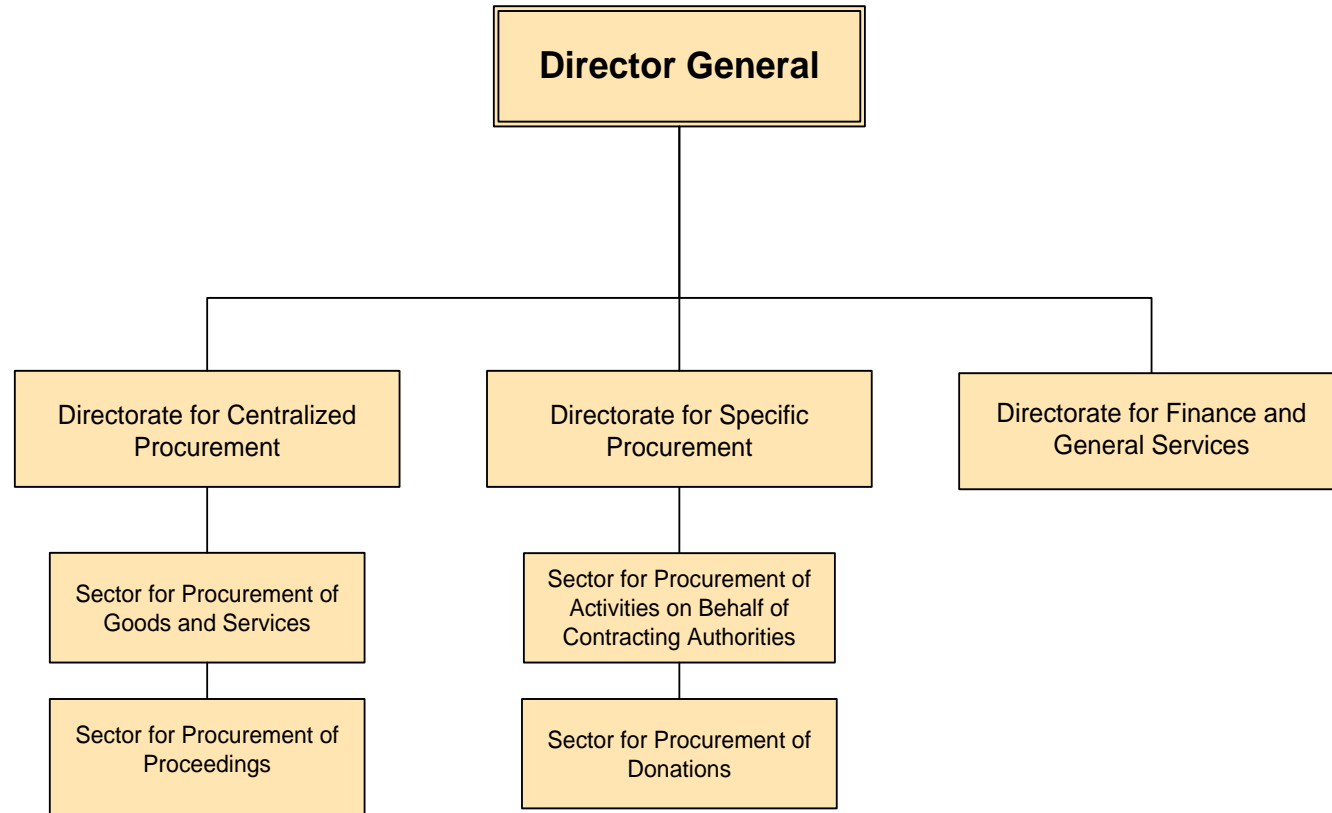 Director General
Directorate for Centralized
Procurement
Directorate for Specific
Procurement
Directorate for Finance and
General Services
Sector for Procurement of
Goods and Services
Sector for Procurement of
Activities on Behalf of
Contracting Authorities
Sector for Procurement of
Proceedings
Sector for Procurement of
Donations